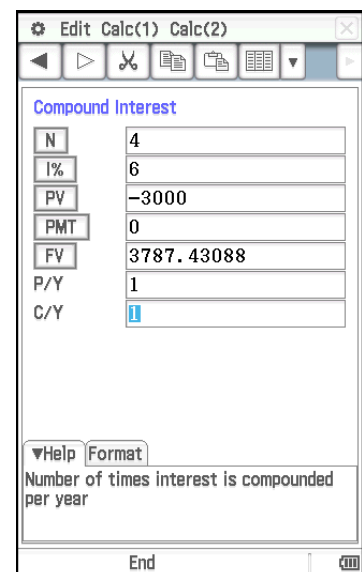 Edit Calc(1) Calc(2)
Compound Interest
N 4
I% 6
PV -3000
PMT 0
FV 3787.43088
P/Y 1
C/Y 1
▼Help Format
Number of times interest is compounded
per year
End